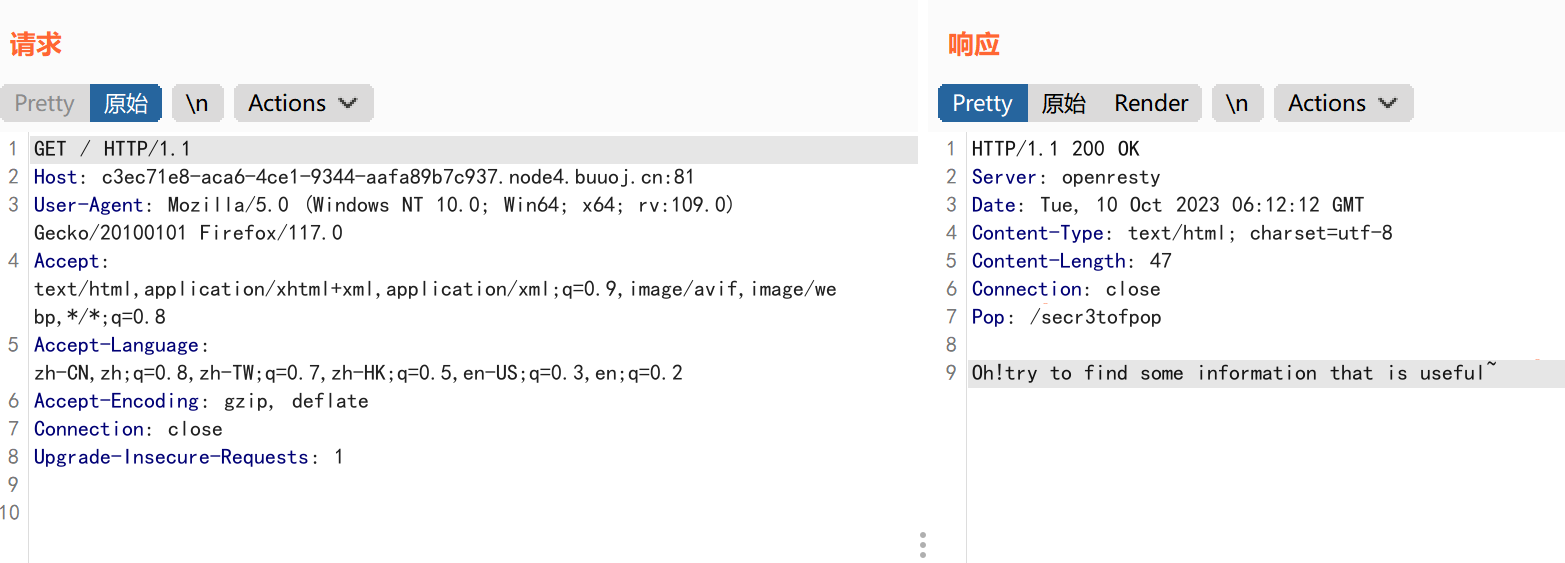 请求
Pretty 原始 \n Actions
1 GET / HTTP/1.1
2 Host: c3ec71e8-aca6-4ce1-9344-aafa89b7c937.node4.buuoj.cn:81
3 User-Agent: Mozilla/5.0 (Windows NT 10.0; Win64; x64; rv:109.0)
Gecko/20100101 Firefox/117.0
4 Accept:
text/html,application/xhtml+xml,application/xml;q=0.9,image/avif,image/we
bp,*/*;q=0.8
5 Accept-Language:
zh-CN,zh;q=0.8,zh-TW;q=0.7,zh-HK;q=0.5,en-US;q=0.3,en;q=0.2
6 Accept-Encoding: gzip, deflate
7 Connection: close
8 Upgrade-Insecure-Requests: 1
9
10
响应
Pretty 原始 Render \n Actions
1 HTTP/1.1 200 OK
2 Server: openresty
3 Date: Tue, 10 Oct 2023 06:12:12 GMT
4 Content-Type: text/html; charset=utf-8
5 Content-Length: 47
6 Connection: close
7 Pop: /secr3tofpop
8
9 Oh!try to find some information that is useful~